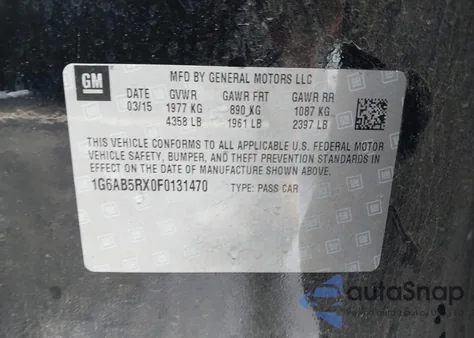 GM
MFD BY GENERAL MOTORS LLC
DATE GVWR GAWR FRT GAWR RR
03/15 1977 KG 890 KG 1087 KG
4358 LB 1961 LB 2397 LB
THIS VEHICLE CONFORMS TO ALL APPLICABLE U.S. FEDERAL MOTOR
VEHICLE SAFETY, BUMPER, AND THEFT PREVENTION STANDARDS IN
EFFECT ON THE DATE OF MANUFACTURE SHOWN ABOVE.
1G6AB5RX0F0131470 TYPE: PASS CAR
autaSnap